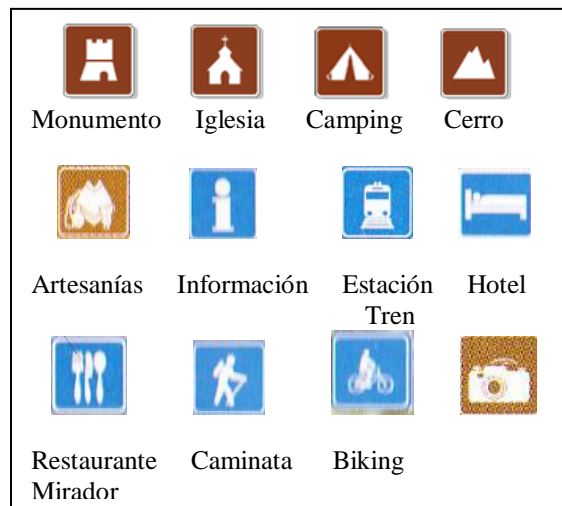 Monumento Iglesia Camping Cerro
Artesanías Información Estación Hotel
Tren
Restaurante Caminata Biking
Mirador